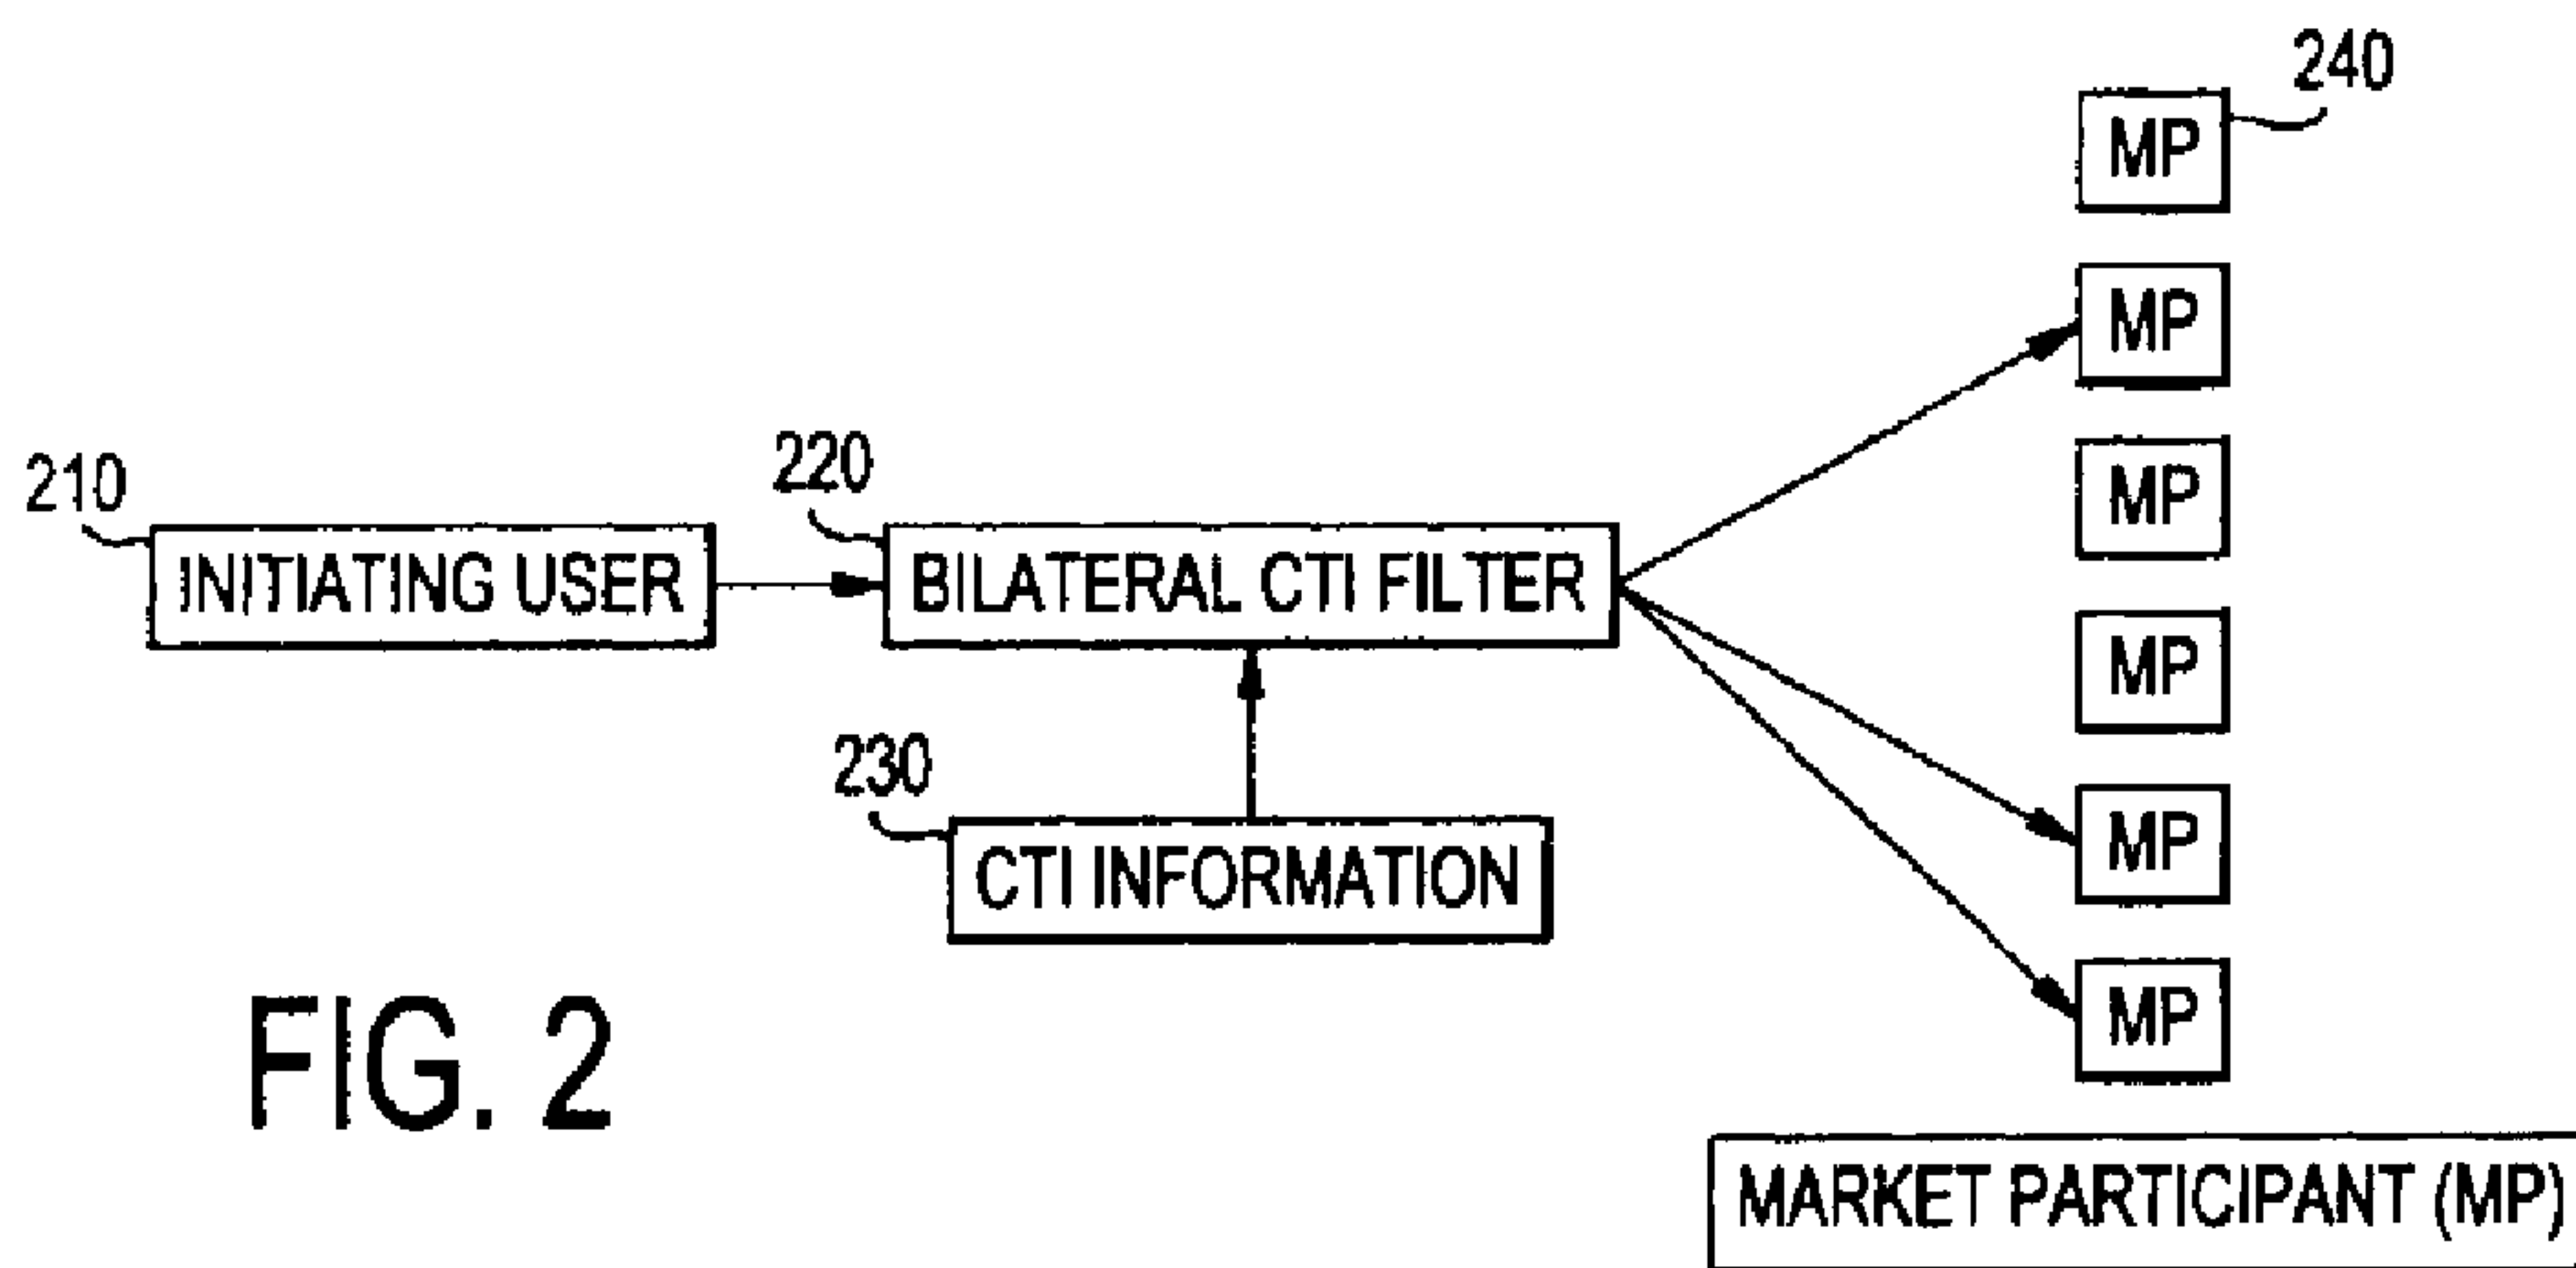 240
MP
MP
210
220
MP
INITIATING USER
BILATERAL CTI FILTER
MP
230
CTI INFORMATION
MP
MP
FIG. 2
MARKET PARTICIPANT (MP)